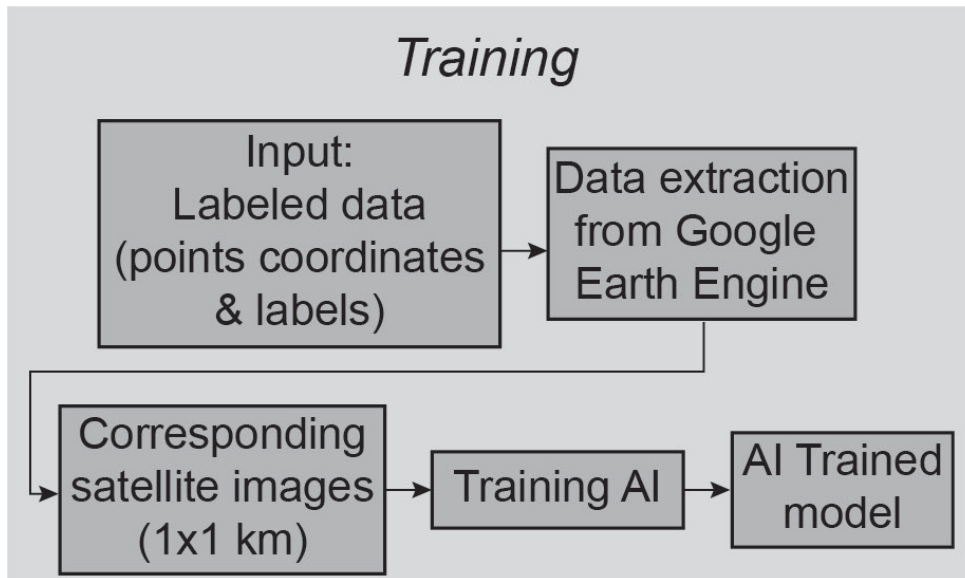 Training
Input:
Labeled data
(points coordinates
& labels)
Data extraction
from Google
Earth Engine
Corresponding
satellite images
(1x1 km)
Training AI
AI Trained
model